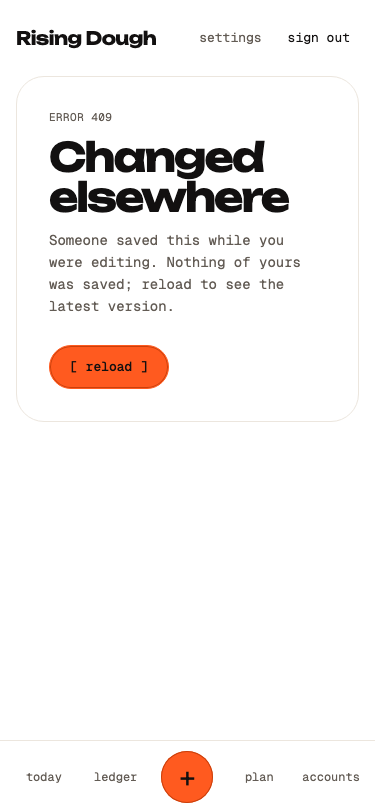 Rising Dough
settings
sign out
ERROR 409
Changed
elsewhere
Someone saved this while you
were editing. Nothing of yours
was saved; reload to see the
latest version.
[ reload ]
today
ledger
+
plan
accounts